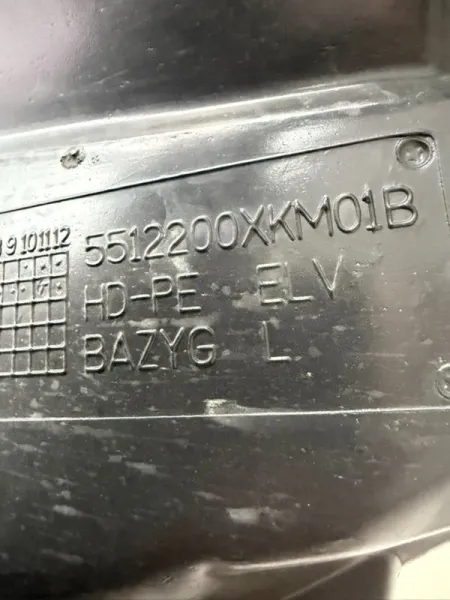 9 10 11 12
5512200XKM01B
HD-PE ELV
BAZYG L